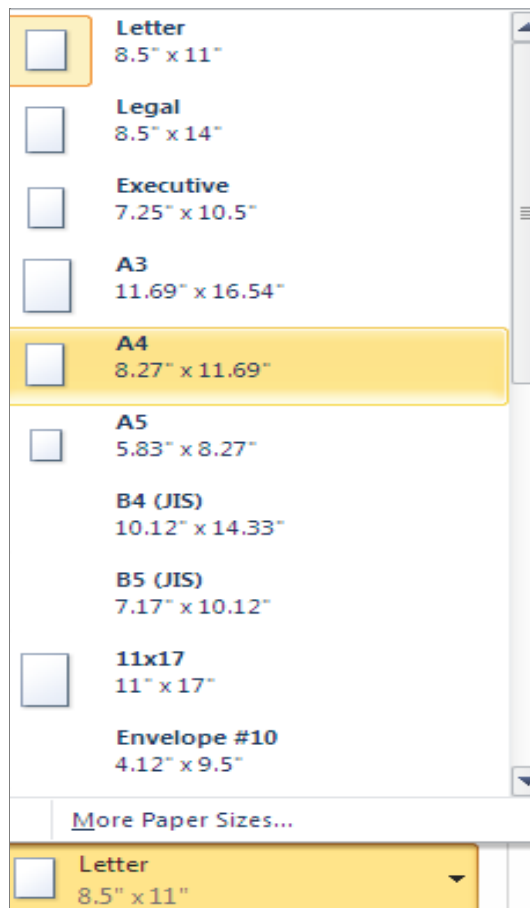 Letter
8.5" x 11"
Legal
8.5" x 14"
Executive
7.25" x 10.5"
A3
11.69" x 16.54"
A4
8.27" x 11.69"
A5
5.83" x 8.27"
B4 (JIS)
10.12" x 14.33"
B5 (JIS)
7.17" x 10.12"
11x17
11" x 17"
Envelope #10
4.12" x 9.5"
More Paper Sizes...
Letter
8.5" x 11"